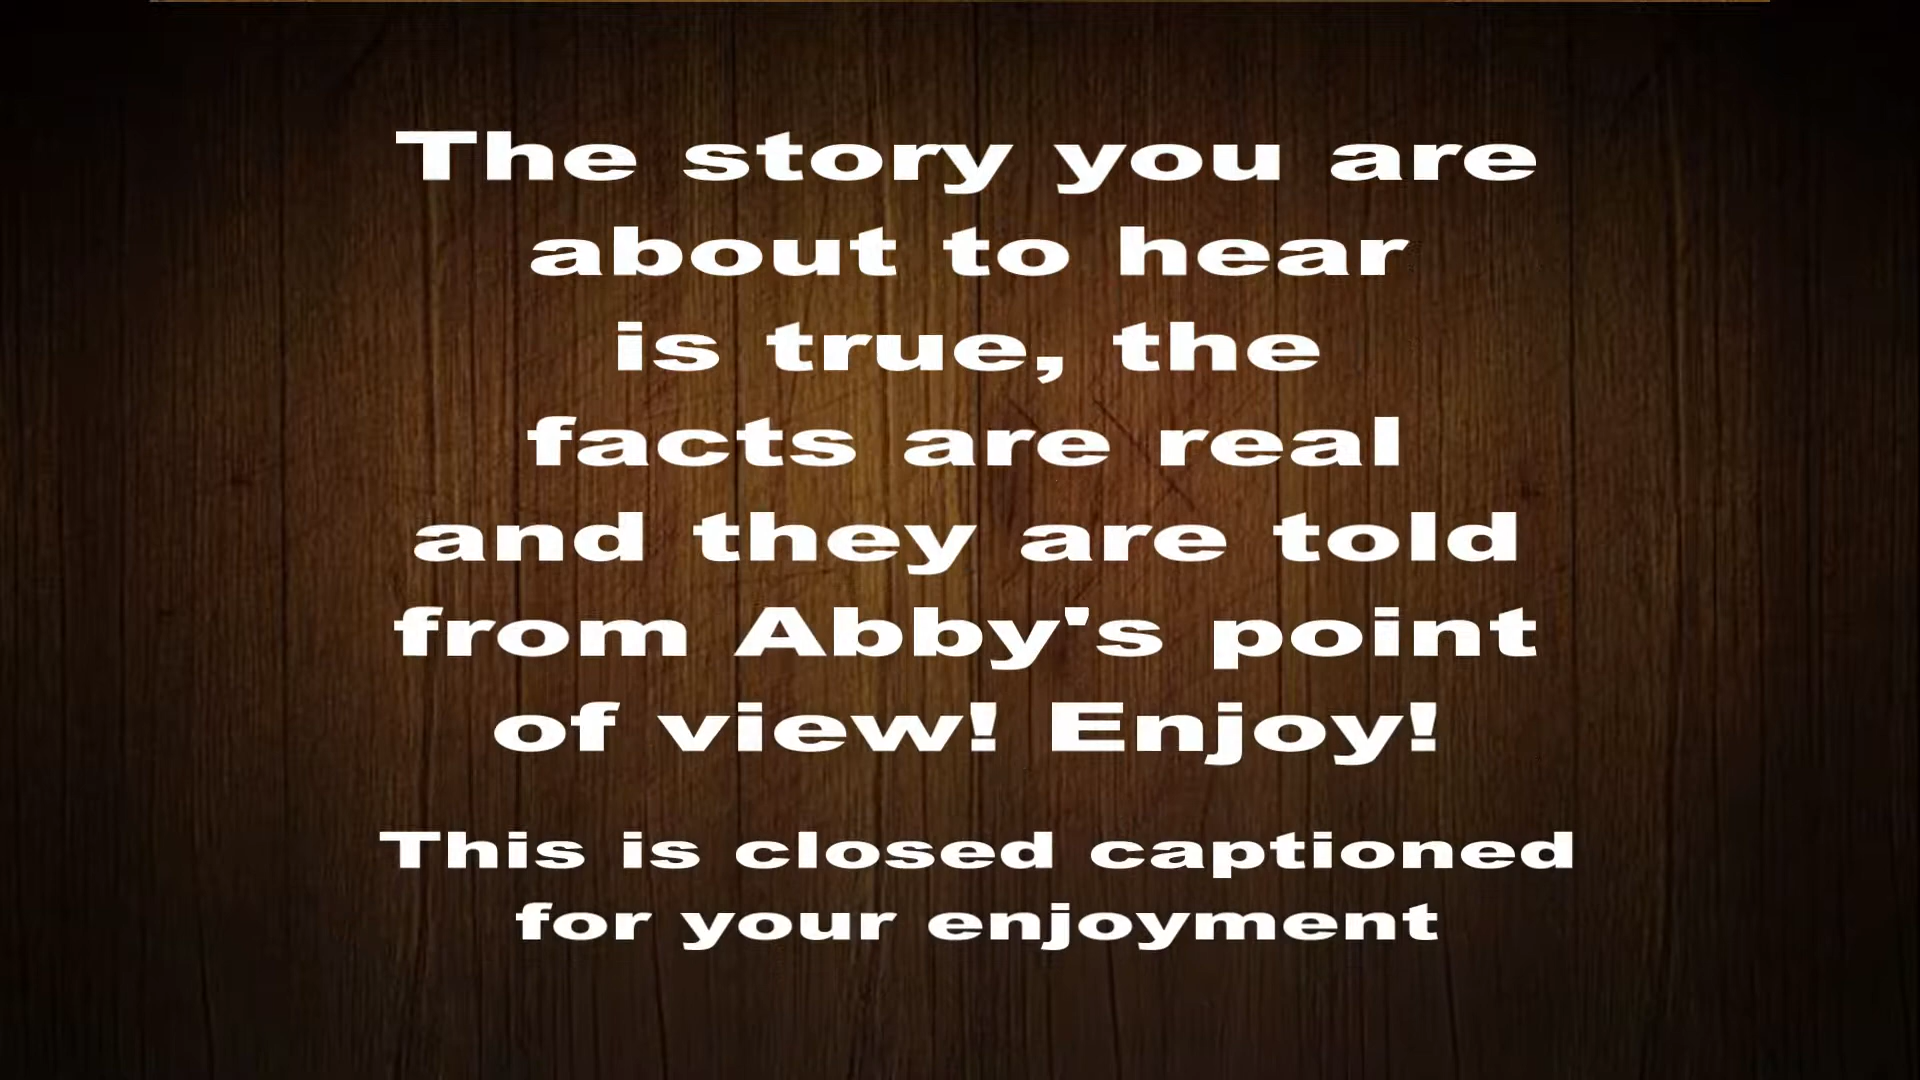 The story you are
about to hear
is true, the
facts are real
and they are told
from Abby's point
of view! Enjoy!
This is closed captioned
for your enjoyment